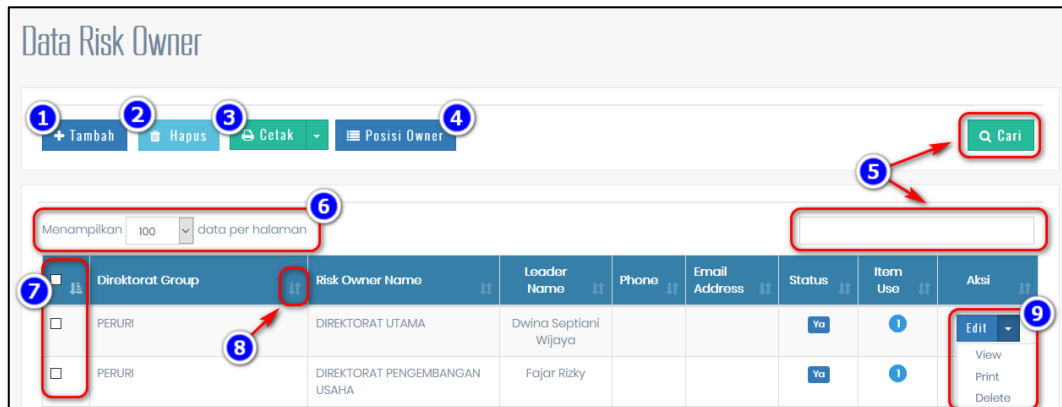 Data Risk Owner
1 2 3 4
+ Tambah Hapus Cetak Posisi Owner Cari
5
6
Menampilkan 100 data per halaman
7 Direktorat Group Risk Owner Name Leader Name Phone Email Address Status Item Use Aksi
8 9
PERURI DIREKTORAT UTAMA Dwina Septiani Wijaya Ya 1 Edit
View
PERURI DIREKTORAT PENGEMBANGAN USAHA Fajar Rizky Ya 1 Print
Delete